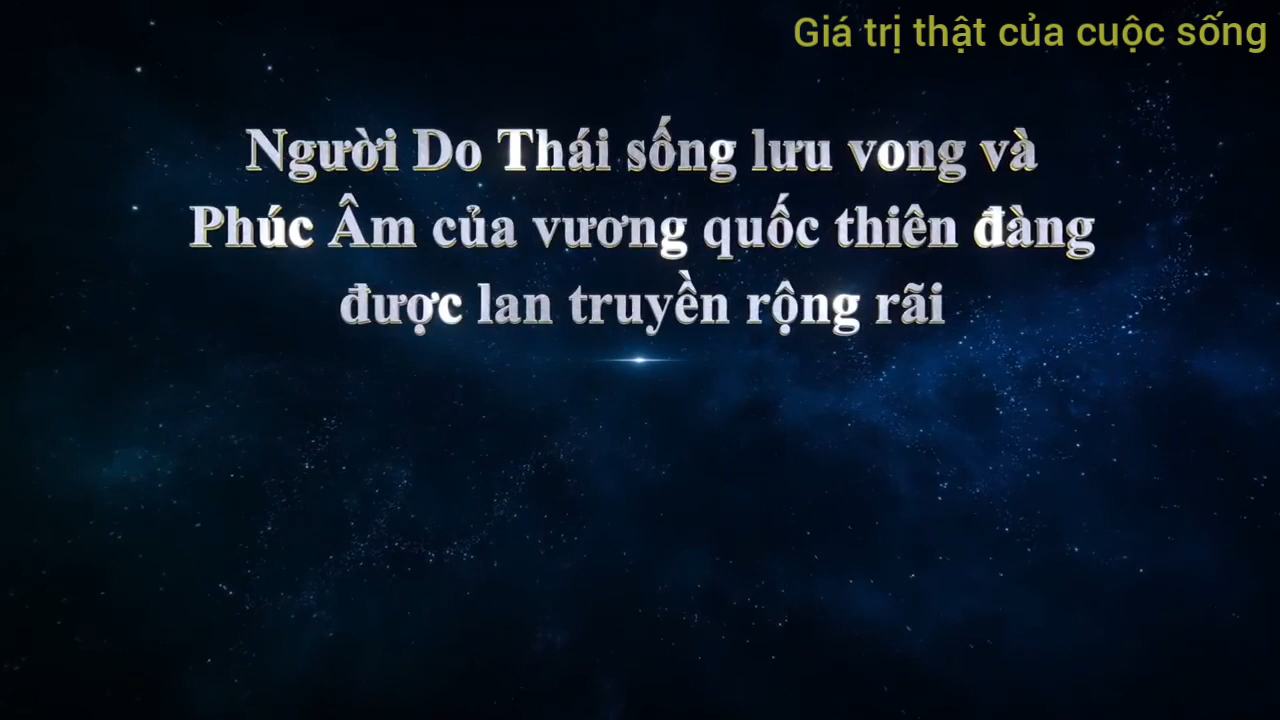 Giá trị thật của cuộc sống
Người Do Thái sống lưu vong và
Phúc Âm của vương quốc thiên đàng
được lan truyền rộng rãi